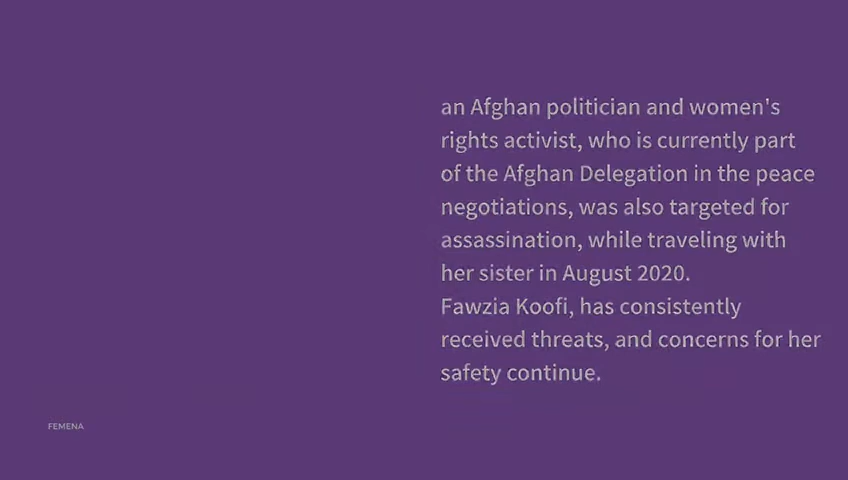 an Afghan politician and women's
rights activist, who is currently part
of the Afghan Delegation in the peace
negotiations, was also targeted for
assassination, while traveling with
her sister in August 2020.
Fawzia Koofi, has consistently
received threats, and concerns for her
safety continue.
FEMENA